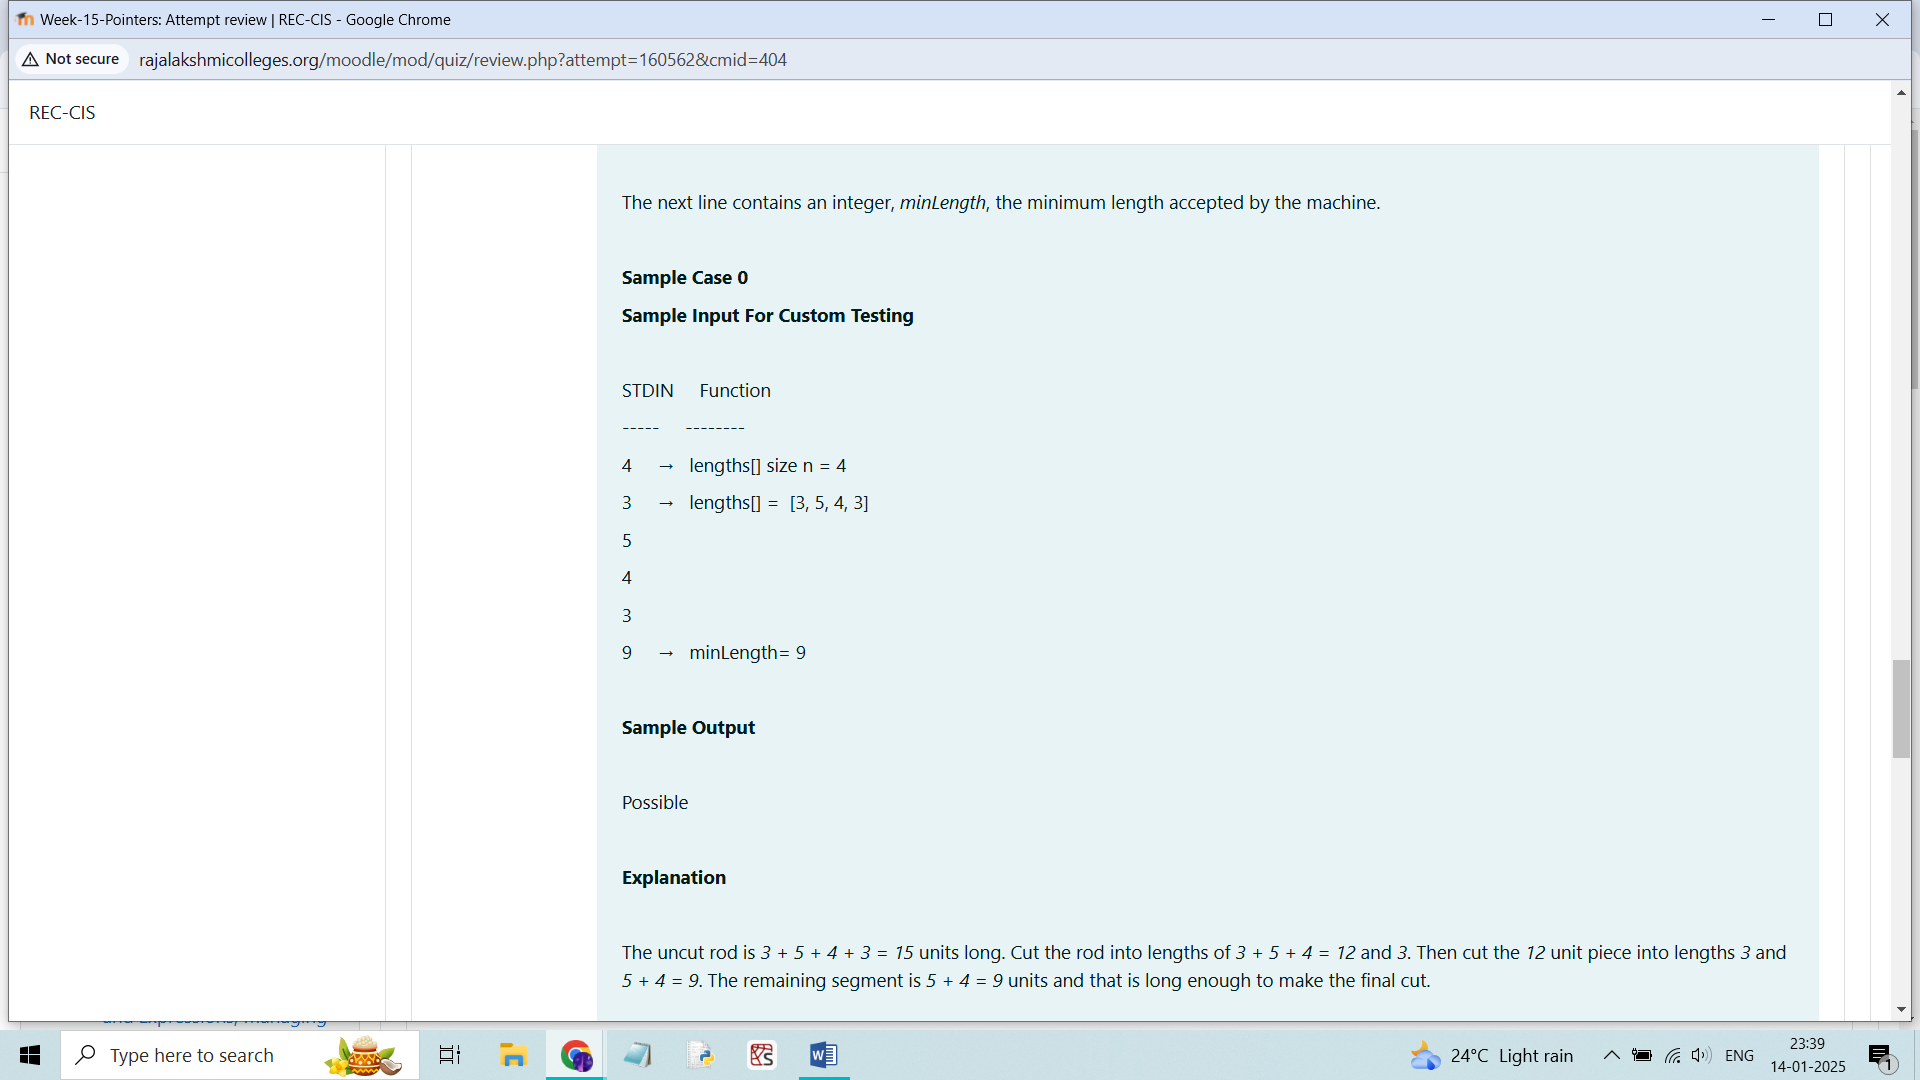 Week-15-Pointers: Attempt review | REC-CIS - Google Chrome
Not secure
rajalakshmicolleges.org/moodle/mod/quiz/review.php?attempt=160562&cmid=404
REC-CIS
The next line contains an integer, minLength, the minimum length accepted by the machine.
Sample Case 0
Sample Input For Custom Testing
STDIN Function
----- --------
4 → lengths[] size n = 4
3 → lengths[] = [3, 5, 4, 3]
5
4
3
9 → minLength= 9
Sample Output
Possible
Explanation
The uncut rod is 3 + 5 + 4 + 3 = 15 units long. Cut the rod into lengths of 3 + 5 + 4 = 12 and 3. Then cut the 12 unit piece into lengths 3 and
5 + 4 = 9. The remaining segment is 5 + 4 = 9 units and that is long enough to make the final cut.
and Expressions, managing
Type here to search
24°C Light rain
ENG
23:39
14-01-2025
1